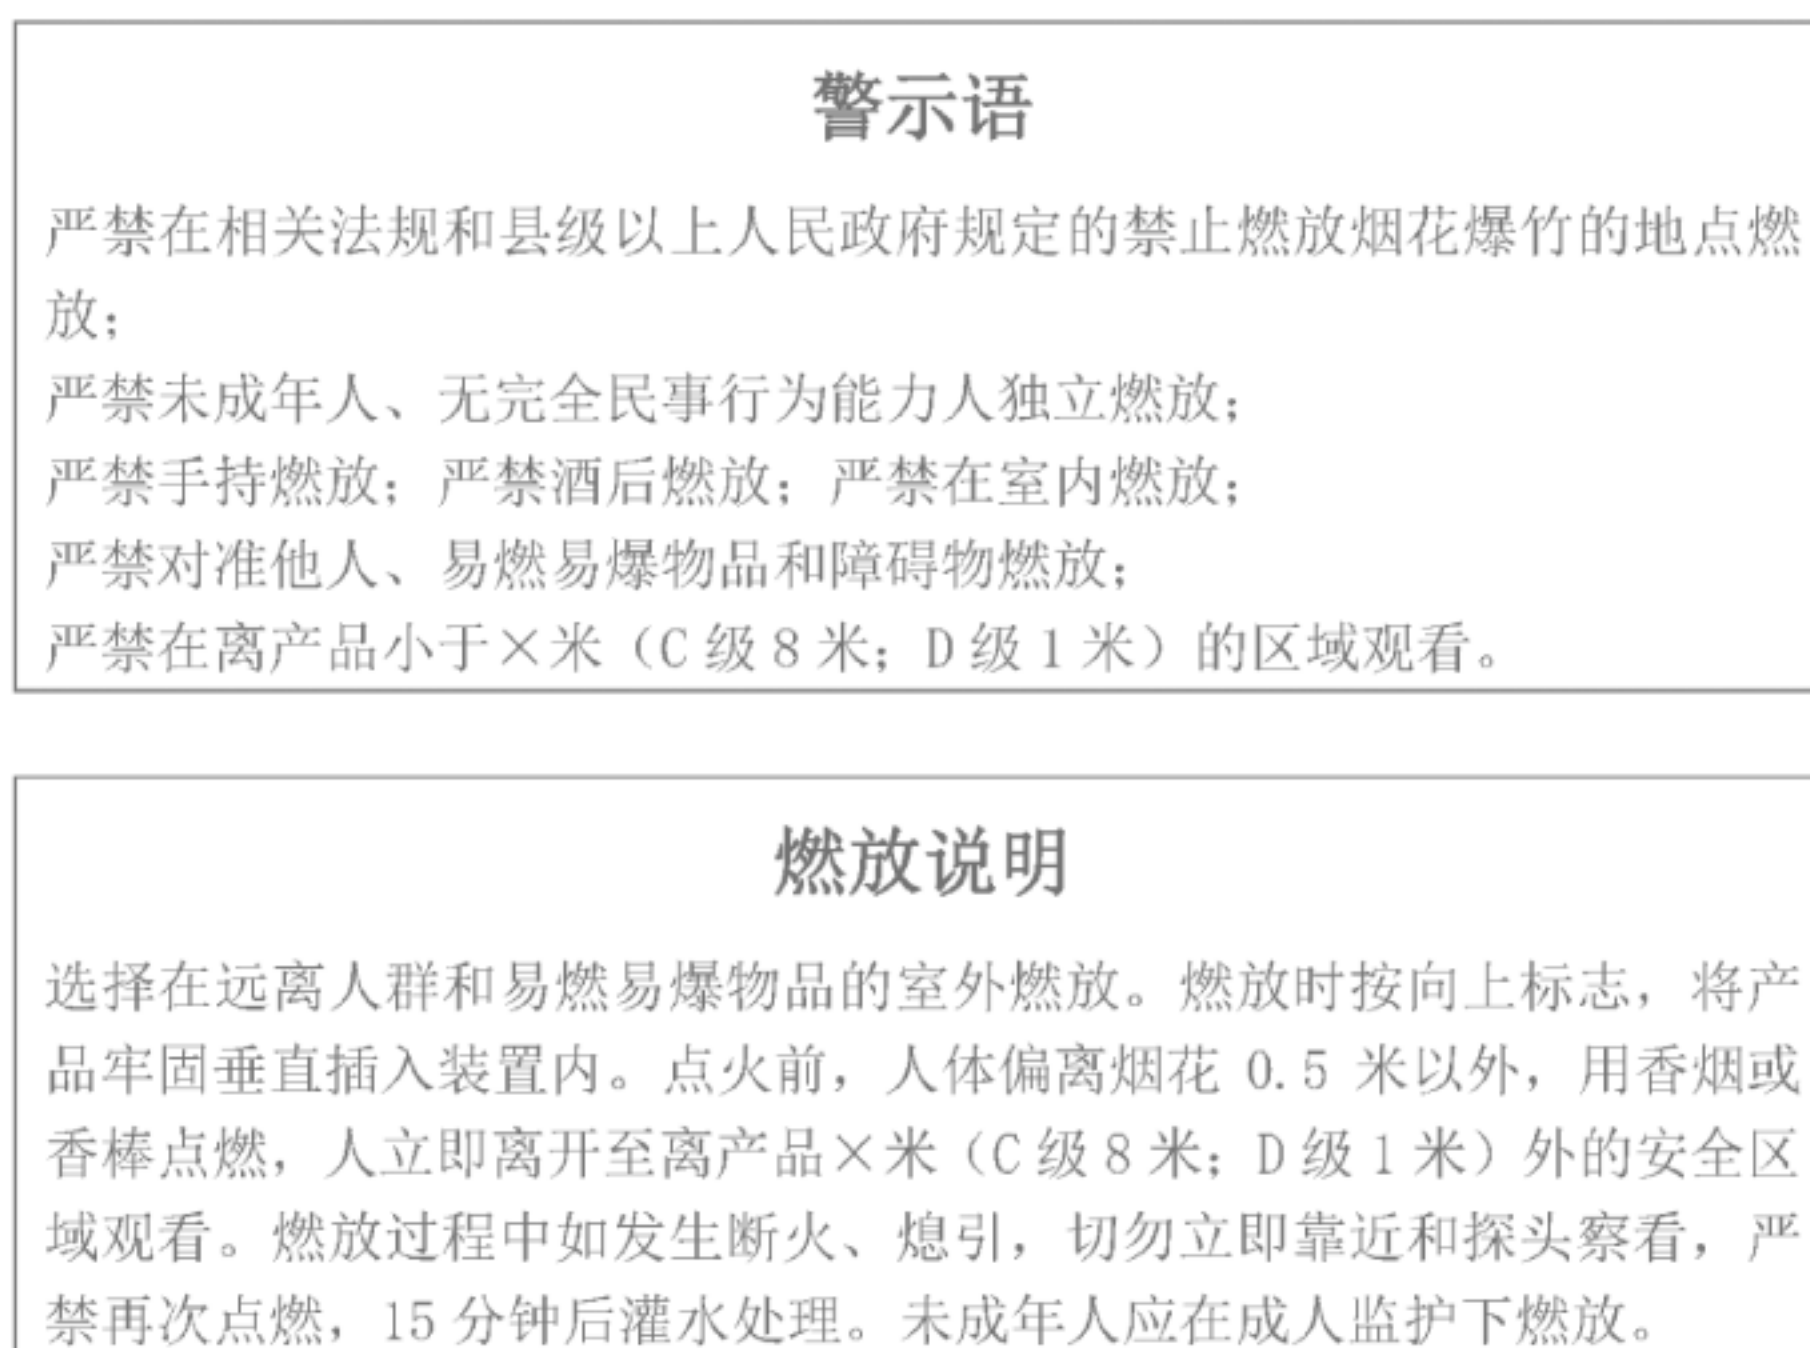 警示语
严禁在相关法规和县级以上人民政府规定的禁止燃放烟花爆竹的地点燃
放；
严禁未成年人、无完全民事行为能力人独立燃放；
严禁手持燃放；严禁酒后燃放；严禁在室内燃放；
严禁对准他人、易燃易爆物品和障碍物燃放；
严禁在离产品小于×米（C 级 8 米；D 级 1 米）的区域观看。
燃放说明
选择在远离人群和易燃易爆物品的室外燃放。燃放时按向上标志，将产
品牢固垂直插入装置内。点火前，人体偏离烟花 0.5 米以外，用香烟或
香棒点燃，人立即离开至离产品×米（C 级 8 米；D 级 1 米）外的安全区
域观看。燃放过程中如发生断火、熄引，切勿立即靠近和探头察看，严
禁再次点燃，15 分钟后灌水处理。未成年人应在成人监护下燃放。